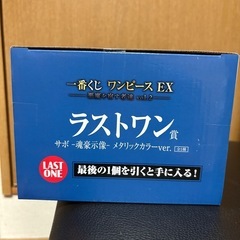 一番くじ ワンピース EX
ラストワン賞
サボ -魂豪示像- メタリックカラーver.
LAST
ONE
最後の1個を引くと手に入る!